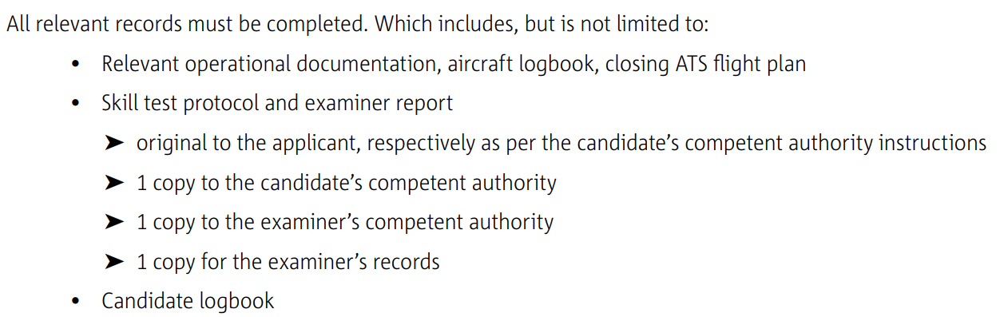 All relevant records must be completed. Which includes, but is not limited to:
• Relevant operational documentation, aircraft logbook, closing ATS flight plan
• Skill test protocol and examiner report
➤ original to the applicant, respectively as per the candidate’s competent authority instructions
➤ 1 copy to the candidate’s competent authority
➤ 1 copy to the examiner’s competent authority
➤ 1 copy for the examiner’s records
• Candidate logbook